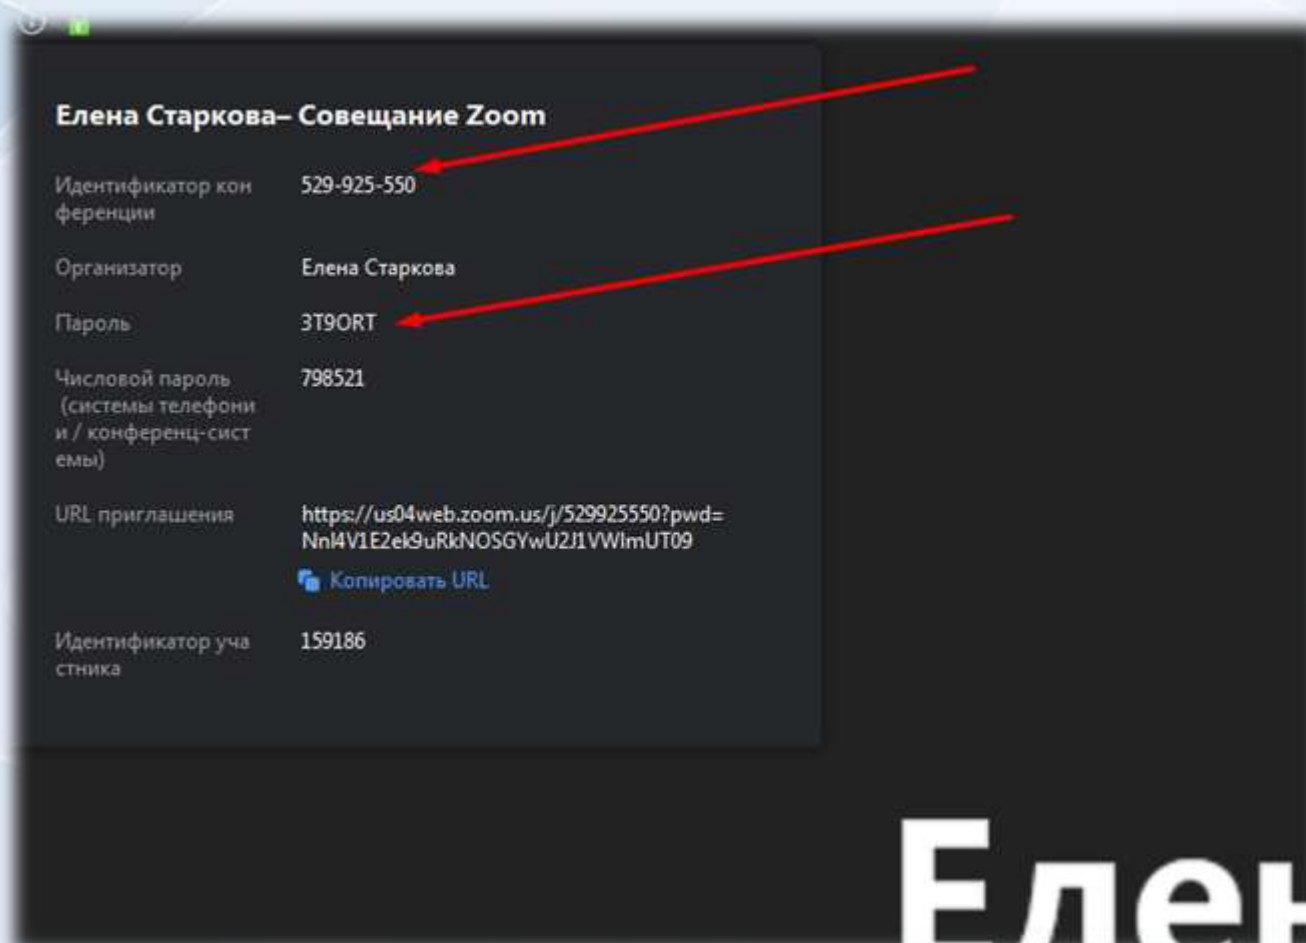 Елена Старкова– Совещание Zoom
Идентификатор кон
ференции
529-925-550
Организатор
Елена Старкова
Пароль
3T9ORT
Числовой пароль
(системы телефони
и / конференц-сист
емы)
798521
URL приглашения
https://us04web.zoom.us/j/529925550?pwd=
Nnl4V1E2ek9uRkNOSGYwU2J1VWlmUT09
Копировать URL
Идентификатор уча
стника
159186
Елен